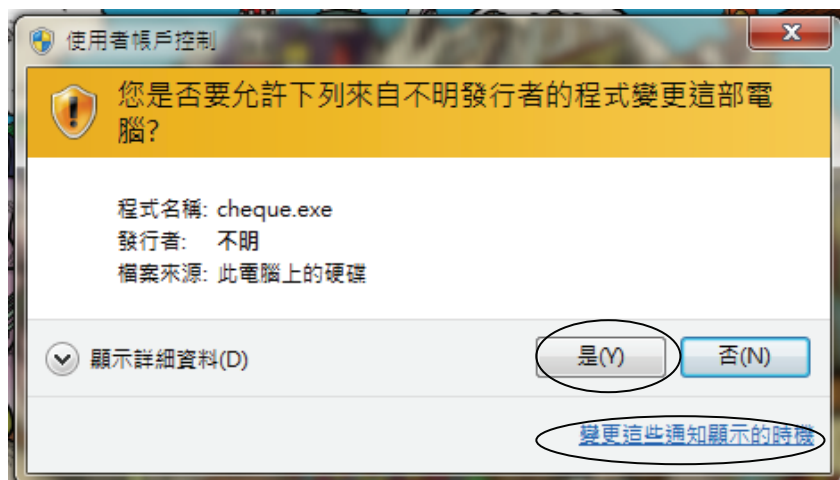 使用者帳戶控制
您是否要允許下列來自不明發行者的程式變更這部電
腦?
程式名稱: cheque.exe
發行者: 不明
檔案來源: 此電腦上的硬碟
顯示詳細資料(D)
是(Y)
否(N)
變更這些通知顯示的時機